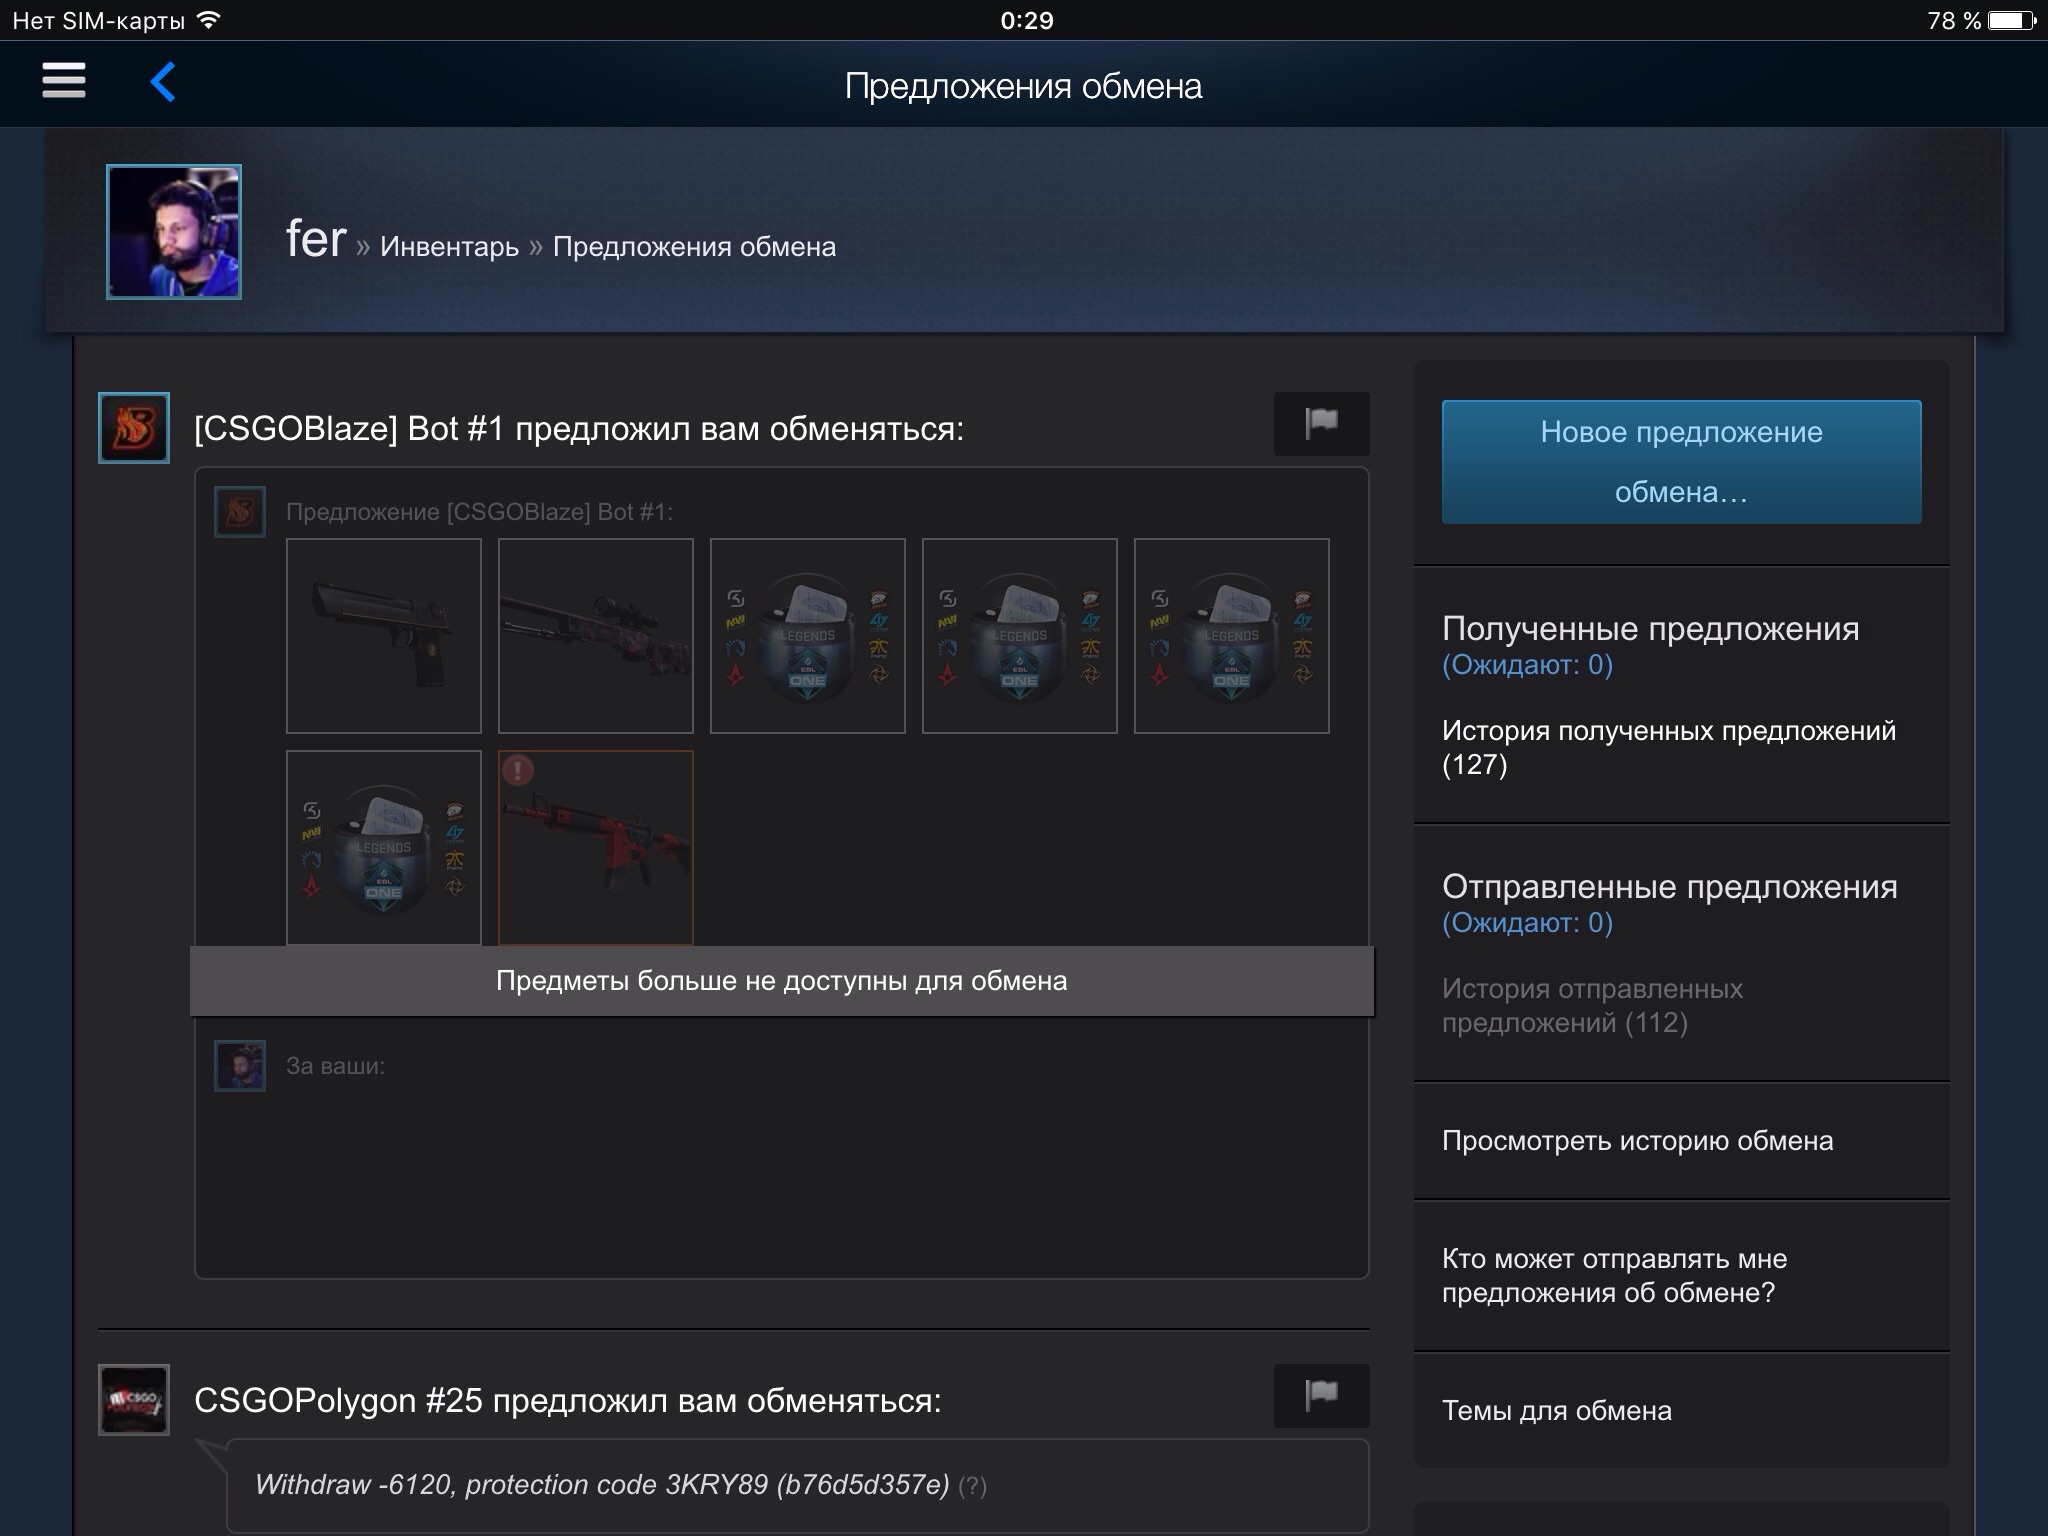 Нет SIM-карты
0:29
78 %
Предложения обмена
fer » Инвентарь » Предложения обмена
[CSGOBlaze] Bot #1 предложил вам обменяться:
Предложение [CSGOBlaze] Bot #1:
LEGENDS
ESL
ONE
LEGENDS
ESL
ONE
LEGENDS
ESL
ONE
LEGENDS
ESL
ONE
Предметы больше не доступны для обмена
За ваши:
CSGOPolygon #25 предложил вам обменяться:
Withdraw -6120, protection code 3KRY89 (b76d5d357e) (?)
Новое предложение
обмена…
Полученные предложения
(Ожидают: 0)
История полученных предложений
(127)
Отправленные предложения
(Ожидают: 0)
История отправленных
предложений (112)
Просмотреть историю обмена
Кто может отправлять мне
предложения об обмене?
Темы для обмена